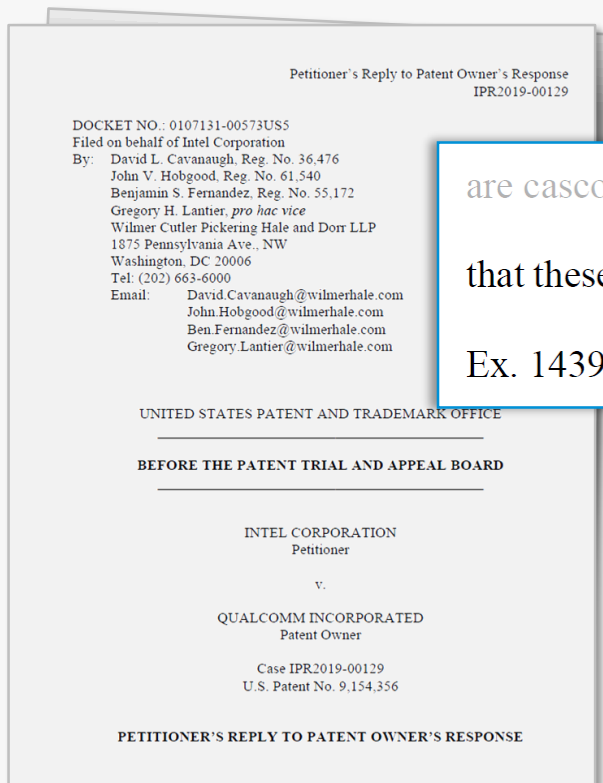 Petitioner's Reply to Patent Owner's Response
IPR2019-00129
DOCKET NO.: 0107131-00573US5
Filed on behalf of Intel Corporation
By: David L. Cavanaugh, Reg. No. 36,476
John V. Hobgood, Reg. No. 61,540
Benjamin S. Fernandez, Reg. No. 55,172
Gregory H. Lantier, pro hac vice
Wilmer Cutler Pickering Hale and Dorr LLP
1875 Pennsylvania Ave., NW
Washington, DC 20006
Tel: (202) 663-6000
Email: David.Cavanaugh@wilmerhale.com
John.Hobgood@wilmerhale.com
Ben.Fernandez@wilmerhale.com
Gregory.Lantier@wilmerhale.com
are casco
that these
Ex. 1439
UNITED STATES PATENT AND TRADEMARK OFFICE
BEFORE THE PATENT TRIAL AND APPEAL BOARD
INTEL CORPORATION
Petitioner
v.
QUALCOMM INCORPORATED
Patent Owner
Case IPR2019-00129
U.S. Patent No. 9,154,356
PETITIONER'S REPLY TO PATENT OWNER'S RESPONSE